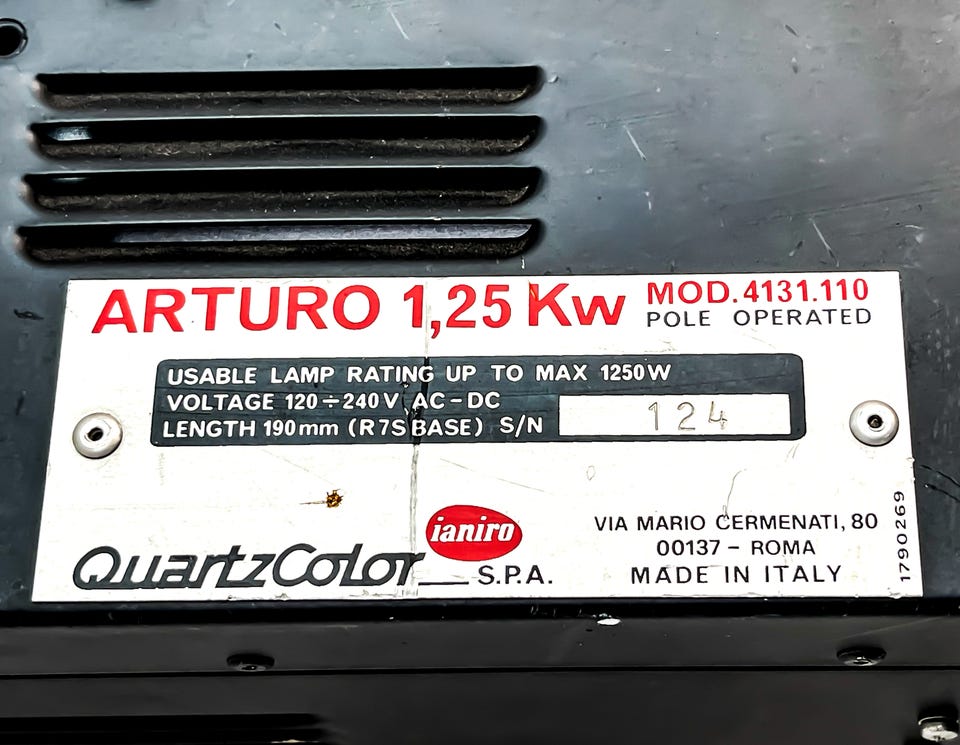 ARTURO 1,25 Kw MOD. 4131.110
POLE OPERATED
USABLE LAMP RATING UP TO MAX 1250W
VOLTAGE 120÷240V AC-DC
LENGTH 190mm (R7S BASE) S/N 124
ianiro
QuartzColor S.P.A.
VIA MARIO CERMENATI, 80
00137 - ROMA
MADE IN ITALY
1790269